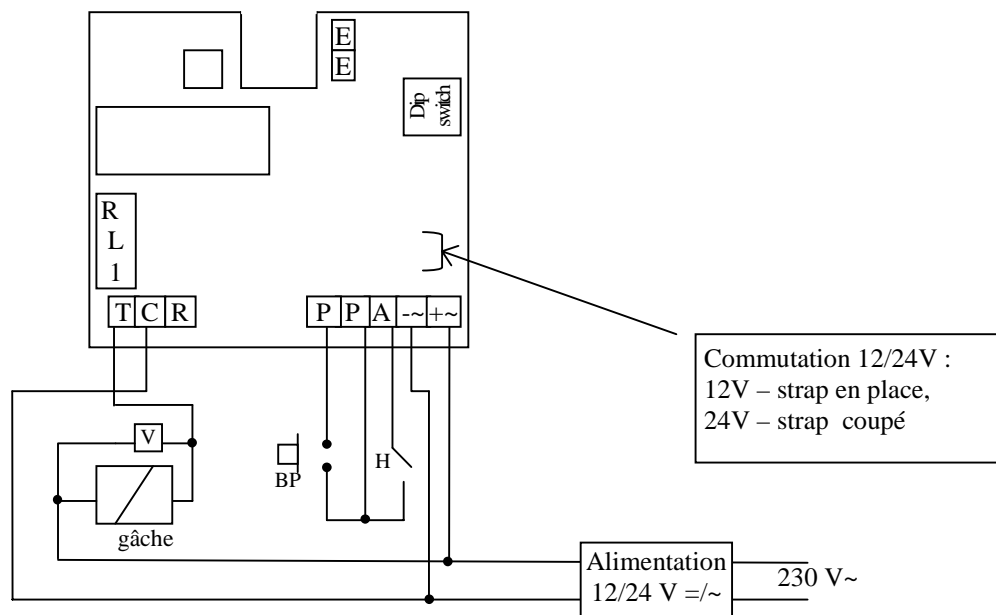 E
E
Dip
switch
R
L
1
T C R
P P A -~ +~
Commutation 12/24V :
12V – strap en place,
24V – strap coupé
V
BP
H
gâche
Alimentation
12/24 V =/~
230 V~